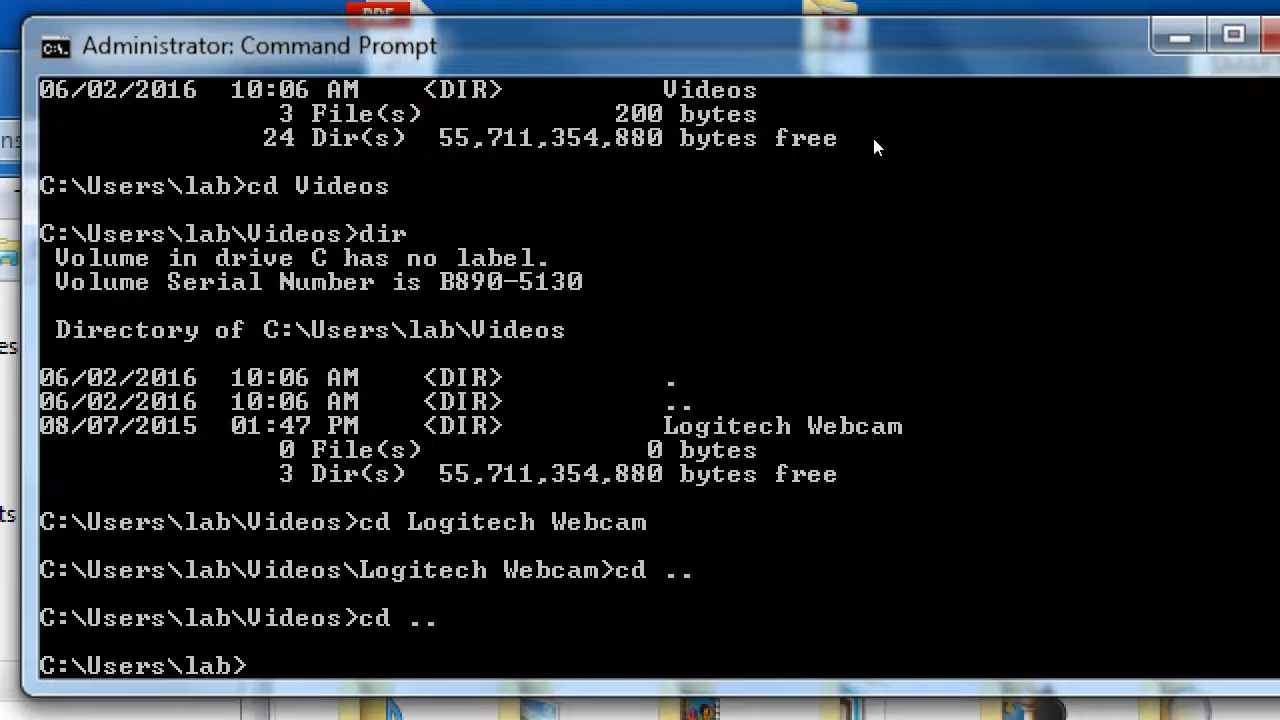 PDF
Administrator: Command Prompt
06/02/2016  10:06 AM    <DIR>          Videos
               3 File(s)            200 bytes
              24 Dir(s)  55,711,354,880 bytes free
C:\Users\lab>cd Videos
C:\Users\lab\Videos>dir
 Volume in drive C has no label.
 Volume Serial Number is B890-5130
 Directory of C:\Users\lab\Videos
06/02/2016  10:06 AM    <DIR>          .
06/02/2016  10:06 AM    <DIR>          ..
08/07/2015  01:47 PM    <DIR>          Logitech Webcam
               0 File(s)              0 bytes
               3 Dir(s)  55,711,354,880 bytes free
C:\Users\lab\Videos>cd Logitech Webcam
C:\Users\lab\Videos\Logitech Webcam>cd ..
C:\Users\lab\Videos>cd ..
C:\Users\lab>